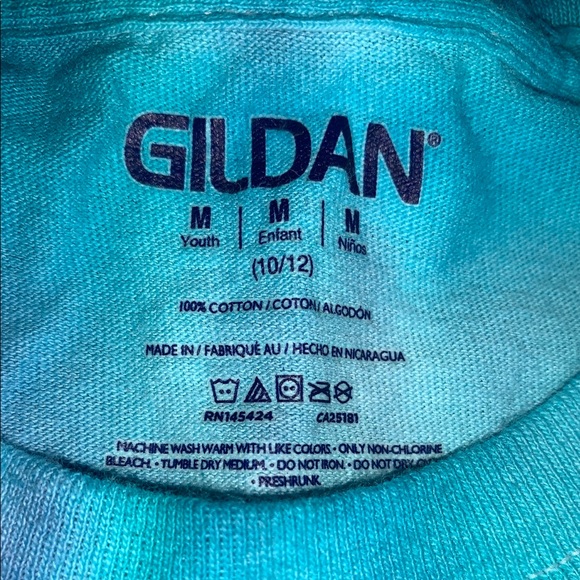 GILDAN®
M | M | M
Youth | Enfant | Niños
(10/12)
100% COTTON / COTON / ALGODÓN
MADE IN / FABRIQUÉ AU / HECHO EN NICARAGUA
RN145424 CA25181
MACHINE WASH WARM WITH LIKE COLORS • ONLY NON-CHLORINE
BLEACH • TUMBLE DRY MEDIUM • DO NOT IRON • DO NOT DRY
• PRESHRUNK